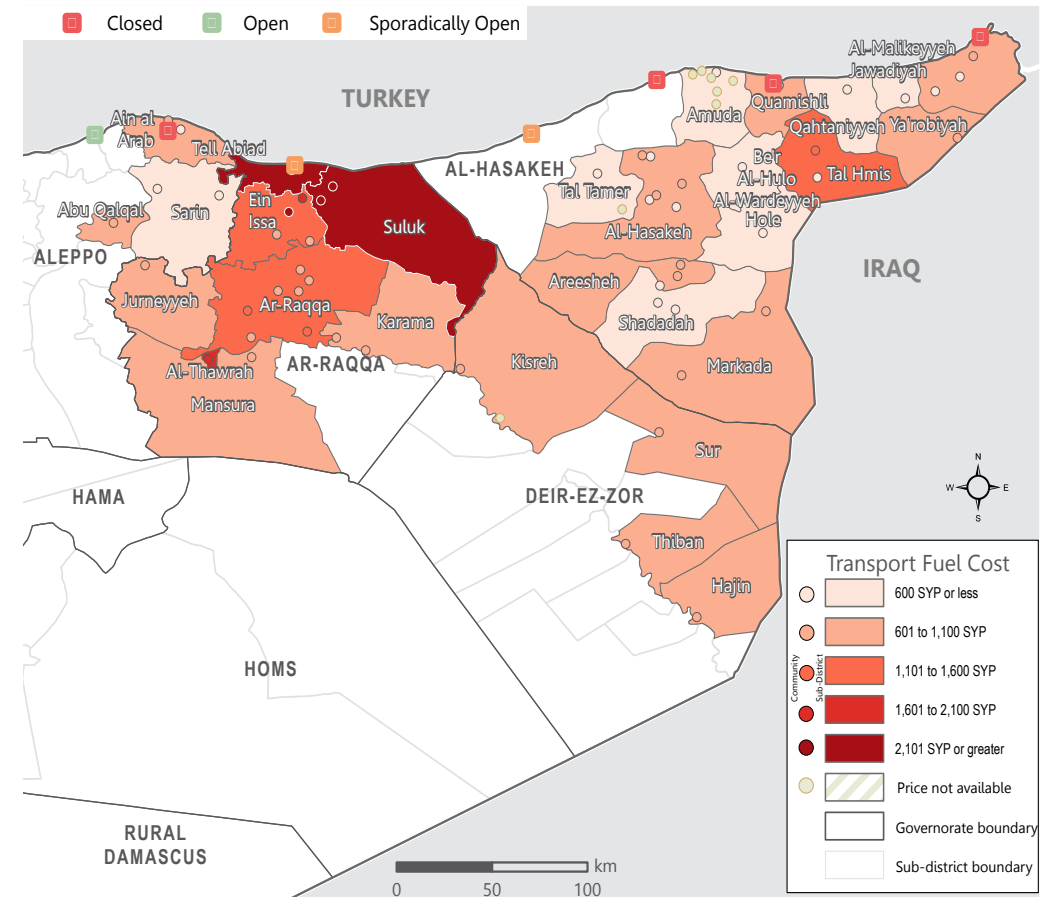 Closed
Open
Sporadically Open
TURKEY
Al-Malikeyyeh
Jawadiyah
Ain al
Arab
Tell Abiad
Amuda
Quamishli
Qahtaniyyeh
Ya'robiyah
AL-HASAKEH
Be'ir
Al-Hulo
Al-Wardeyyeh
Tal Hmis
Tal Tamer
Hole
Abu Qalqal
Sarin
Ein
Issa
Suluk
Al-Hasakeh
ALEPPO
IRAQ
Jurneyyeh
Ar-Raqqa
Karama
Areesheh
Shadadah
AR-RAQQA
Kisreh
Markada
Al-Thawrah
Mansura
Sur
HAMA
DEIR-EZ-ZOR
Thiban
Hajin
HOMS
RURAL
DAMASCUS
N
W
E
S
Transport Fuel Cost
600 SYP or less
601 to 1,100 SYP
1,101 to 1,600 SYP
1,601 to 2,100 SYP
2,101 SYP or greater
Price not available
Governorate boundary
Sub-district boundary
Community
Sub-District
km
0
50
100